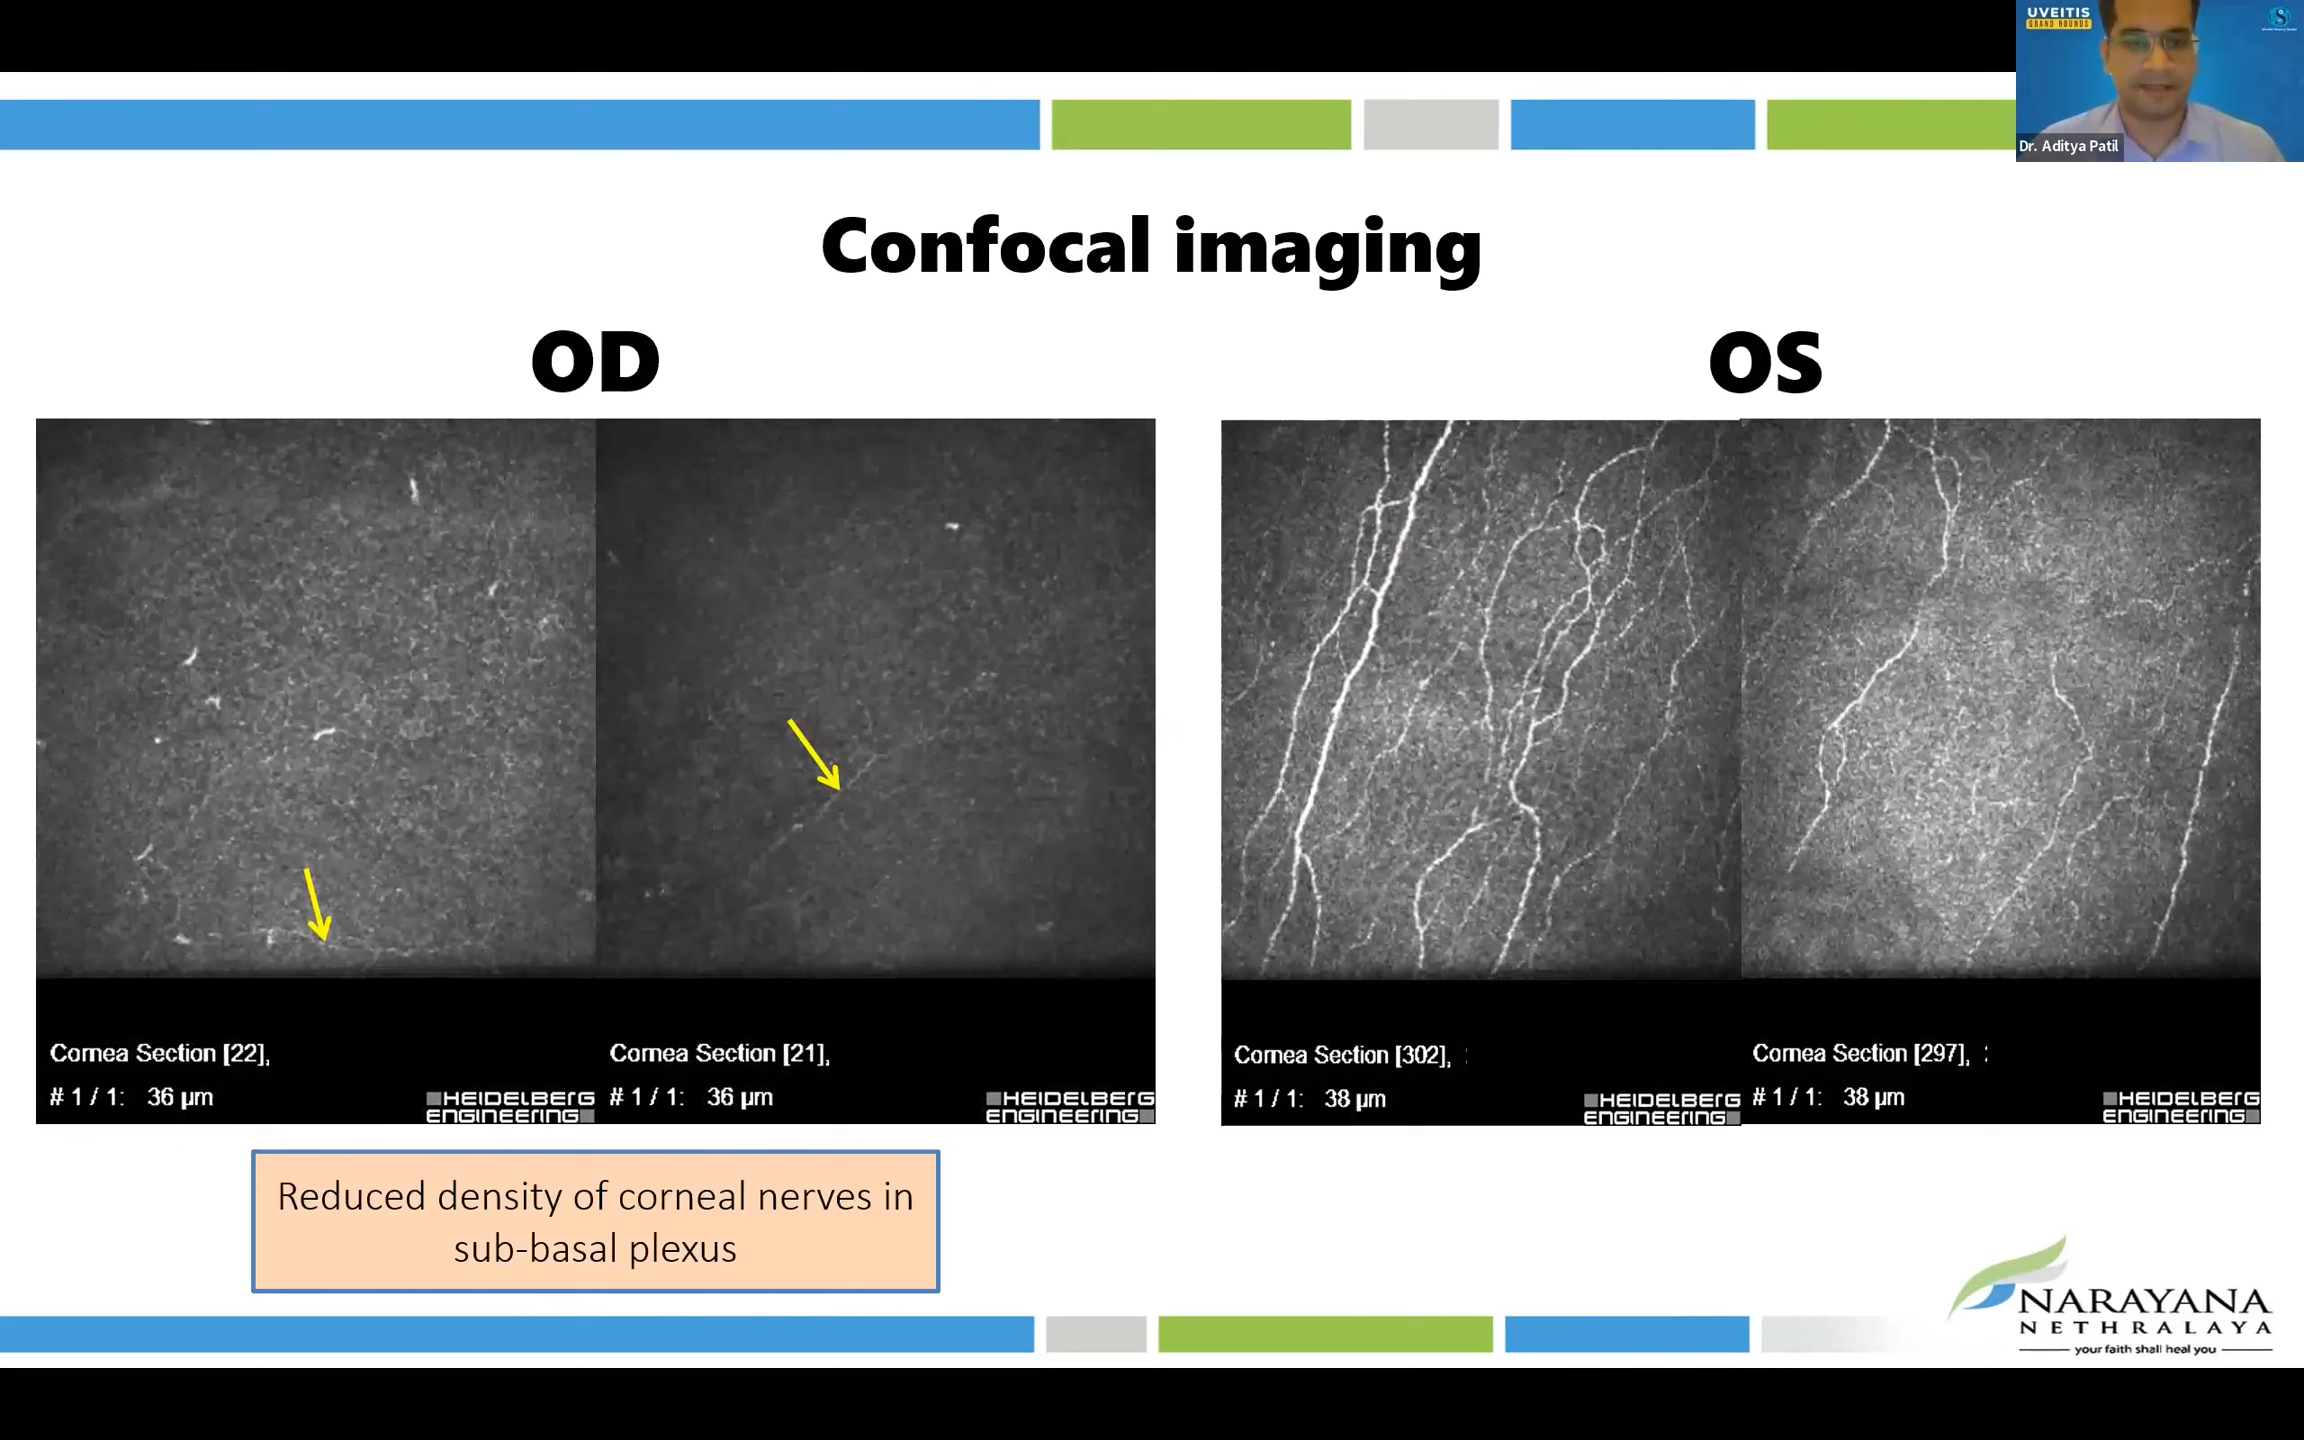 UVEITIS
GRAND ROUNDS
Dr. Aditya Patil
Confocal imaging
OD
OS
Cornea Section [22],
# 1 / 1: 36 µm
HEIDELBERG
ENGINEERING
Cornea Section [21],
# 1 / 1: 36 µm
HEIDELBERG
ENGINEERING
Cornea Section [302], :
# 1 / 1: 38 µm
HEIDELBERG
ENGINEERING
Cornea Section [297], :
# 1 / 1: 38 µm
HEIDELBERG
ENGINEERING
Reduced density of corneal nerves in
sub-basal plexus
NARAYANA
NETHRALAYA
your faith shall heal you